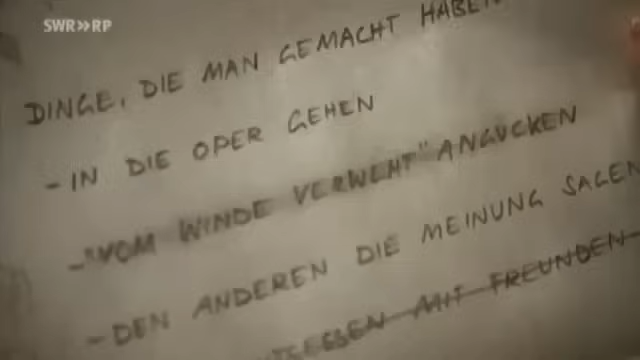 SWR>>RP
DINGE, DIE MAN GEMACHT HABEN
- IN DIE OPER GEHEN
- "VOM WINDE VERWEHT" ANGUCKEN
- DEN ANDEREN DIE MEINUNG SAGEN
MIT FREUNDEN